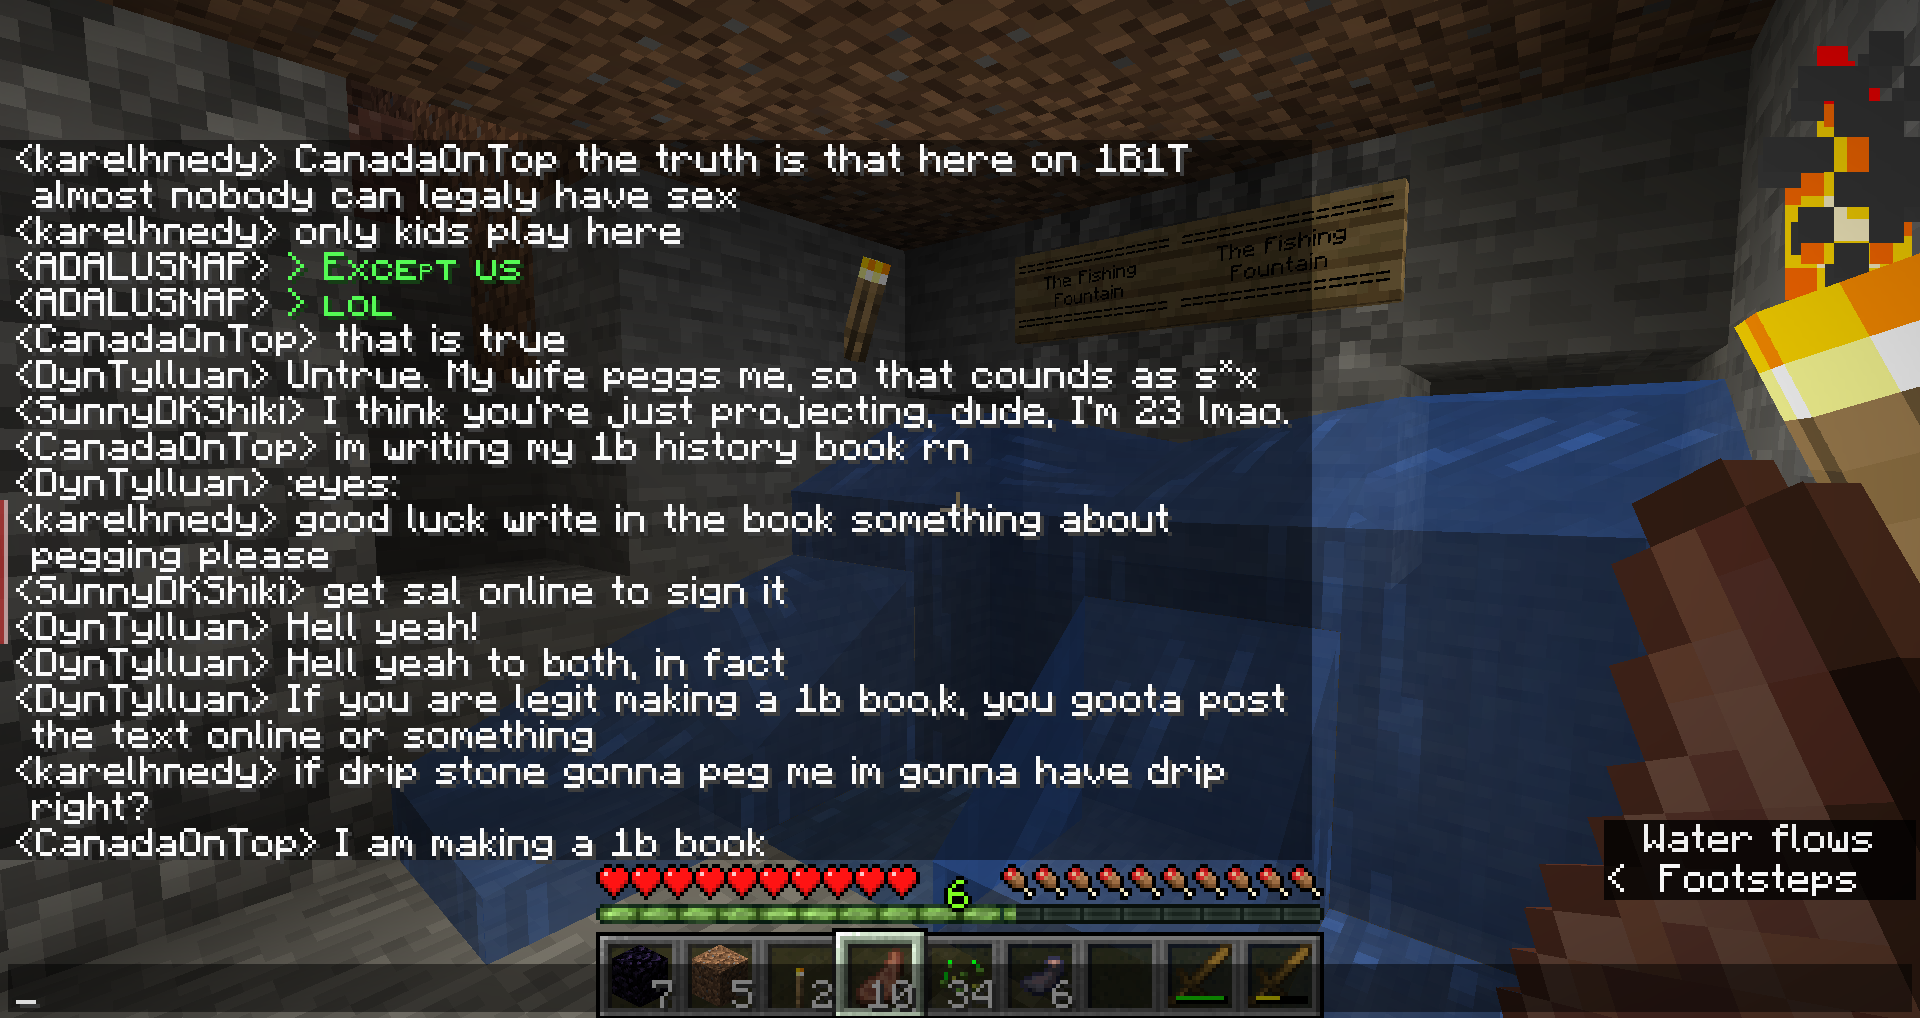 <karelhnedy> CanadaOnTop the truth is that here on 1B1T
almost nobody can legaly have sex
<karelhnedy> only kids play here
<ADALUSNAP> > Except us
<ADALUSNAP> > LOL
<CanadaOnTop> that is true
<DynTylluan> Untrue. My wife peggs me, so that counds as s*x
<SunnyDKShiki> I think you're just projecting, dude, I'm 23 lmao.
<CanadaOnTop> im writing my 1b history book rn
<DynTylluan> :eyes:
<karelhnedy> good luck write in the book something about
pegging please
<SunnyDKShiki> get sal online to sign it
<DynTylluan> Hell yeah!
<DynTylluan> Hell yeah to both, in fact
<DynTylluan> If you are legit making a 1b boo,k, you goota post
the text online or something
<karelhnedy> if drip stone gonna peg me im gonna have drip
right?
<CanadaOnTop> I am making a 1b book
The Fishing
Fountain
The Fishing
Fountain
Water flows
< Footsteps
6
7 5 2 10 34 6
_